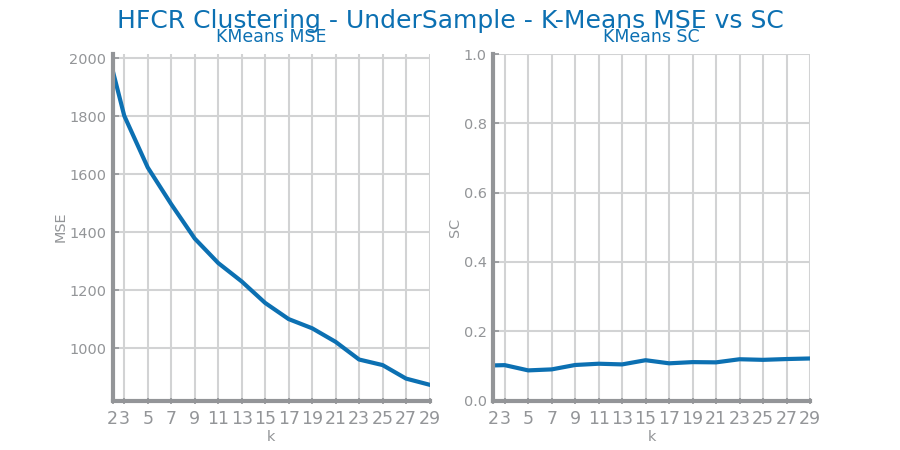 HFCR Clustering - UnderSample - K-Means MSE vs SC
KMeans MSE
2000
1800
1600
1400
1200
1000
MSE
2 3 5 7 9 11 13 15 17 19 21 23 25 27 29
k
KMeans SC
1.0
0.8
0.6
0.4
0.2
0.0
SC
2 3 5 7 9 11 13 15 17 19 21 23 25 27 29
k